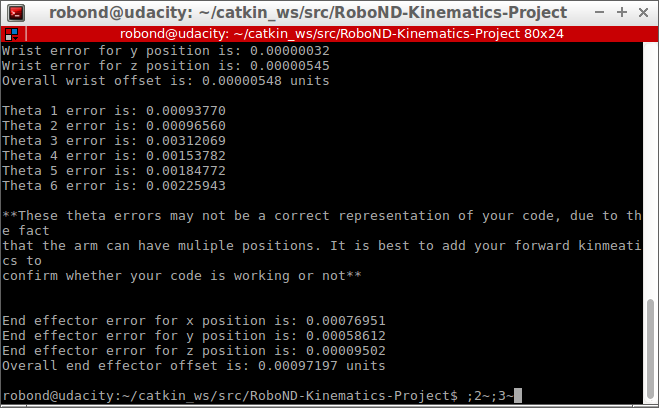 robond@udacity: ~/catkin_ws/src/RoboND-Kinematics-Project
robond@udacity: ~/catkin_ws/src/RoboND-Kinematics-Project 80x24
Wrist error for y position is: 0.00000032
Wrist error for z position is: 0.00000545
Overall wrist offset is: 0.00000548 units
Theta 1 error is: 0.00093770
Theta 2 error is: 0.00096560
Theta 3 error is: 0.00312069
Theta 4 error is: 0.00153782
Theta 5 error is: 0.00184772
Theta 6 error is: 0.00225943
**These theta errors may not be a correct representation of your code, due to th
e fact
that the arm can have muliple positions. It is best to add your forward kinmeati
cs to
confirm whether your code is working or not**
End effector error for x position is: 0.00076951
End effector error for y position is: 0.00058612
End effector error for z position is: 0.00009502
Overall end effector offset is: 0.00097197 units
robond@udacity:~/catkin_ws/src/RoboND-Kinematics-Project$ ;2~;3~